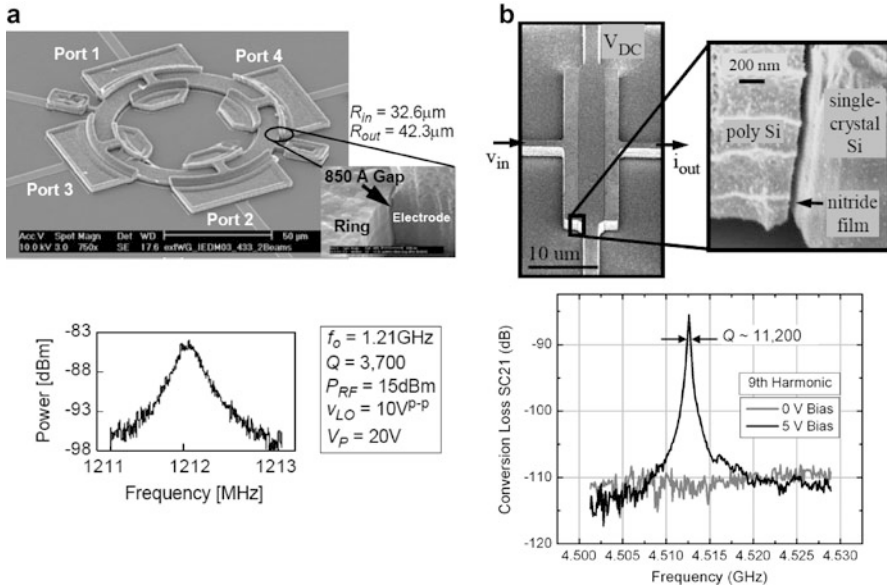 a
Port 1
Port 4
R_in = 32.6μm
R_out = 42.3μm
Port 3
Port 2
850 A Gap
Ring
Electrode
Acc.V Spot Magn Det WD 50 μm
10.0 kV 3.0 750x SE 17.6 exfWG_IEDM03_433_2Beams
Power [dBm]
-83
-88
-93
-98
1211
1212
1213
Frequency [MHz]
f_o = 1.21GHz
Q = 3,700
P_RF = 15dBm
v_LO = 10V^p-p
V_P = 20V
b
V_DC
v_in
i_out
10 um
200 nm
poly Si
single-
crystal
Si
nitride
film
Conversion Loss SC21 (dB)
-90
-100
-110
-120
Q ~ 11,200
9th Harmonic
0 V Bias
5 V Bias
4.500 4.505 4.510 4.515 4.520 4.525 4.530
Frequency (GHz)